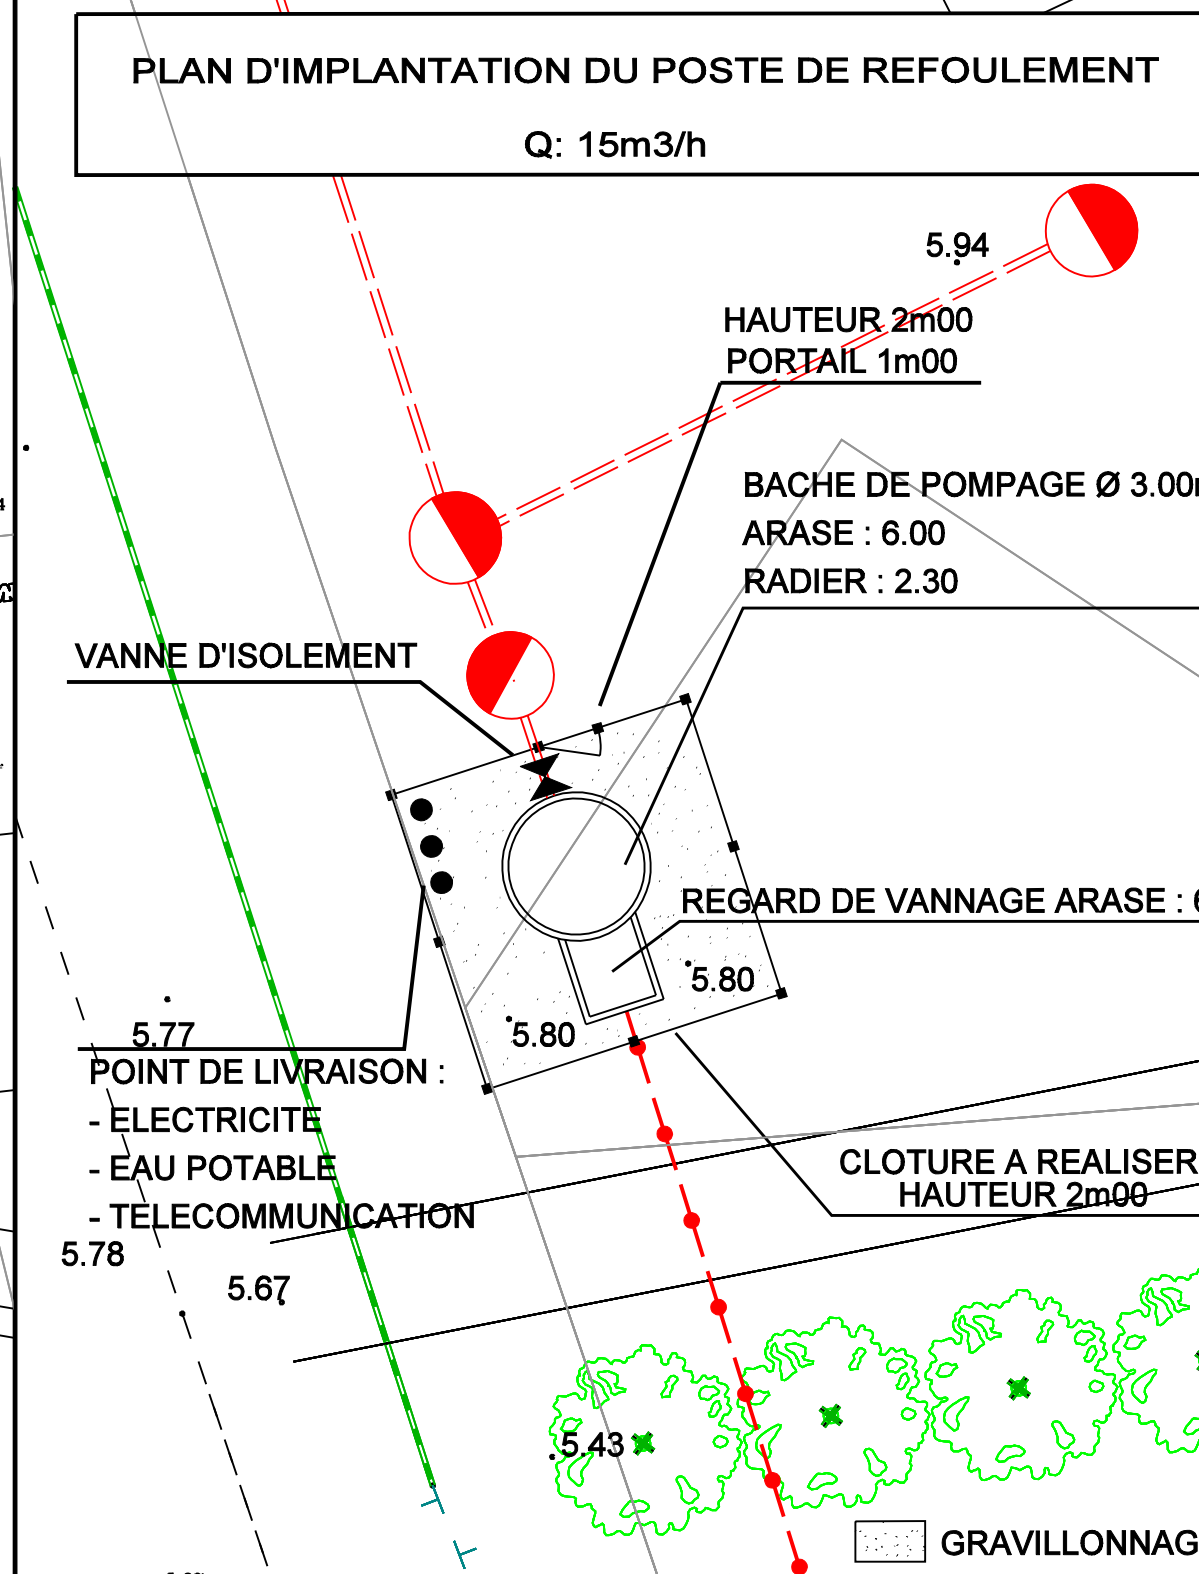 PLAN D'IMPLANTATION DU POSTE DE REFOULEMENT
Q: 15m3/h
5.94
HAUTEUR 2m00
PORTAIL 1m00
BACHE DE POMPAGE Ø 3.00
ARASE : 6.00
RADIER : 2.30
VANNE D'ISOLEMENT
REGARD DE VANNAGE ARASE :
5.80
5.80
5.77
POINT DE LIVRAISON :
- ELECTRICITE
- EAU POTABLE
- TELECOMMUNICATION
CLOTURE A REALISER
HAUTEUR 2m00
5.78
5.67
5.43
GRAVILLONNAG